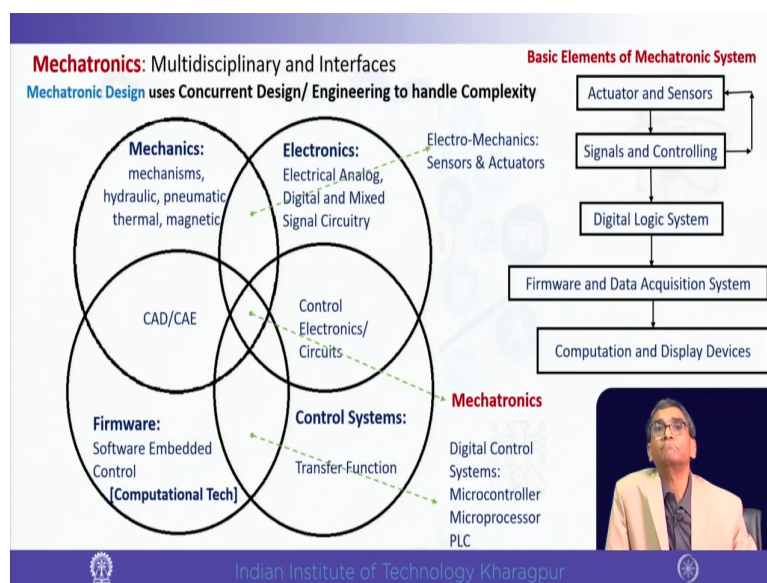 Mechatronics: Multidisciplinary and Interfaces
Mechatronic Design uses Concurrent Design/ Engineering to handle Complexity
Basic Elements of Mechatronic System
Actuator and Sensors
Signals and Controlling
Digital Logic System
Firmware and Data Acquisition System
Computation and Display Devices
Mechanics:
mechanisms,
hydraulic, pneumatic
thermal, magnetic
Electronics:
Electrical Analog,
Digital and Mixed
Signal Circuitry
Electro-Mechanics:
Sensors & Actuators
CAD/CAE
Control
Electronics/
Circuits
Mechatronics
Firmware:
Software Embedded
Control
[Computational Tech]
Control Systems:
Transfer Function
Digital Control
Systems:
Microcontroller
Microprocessor
PLC
Indian Institute of Technology Kharagpur